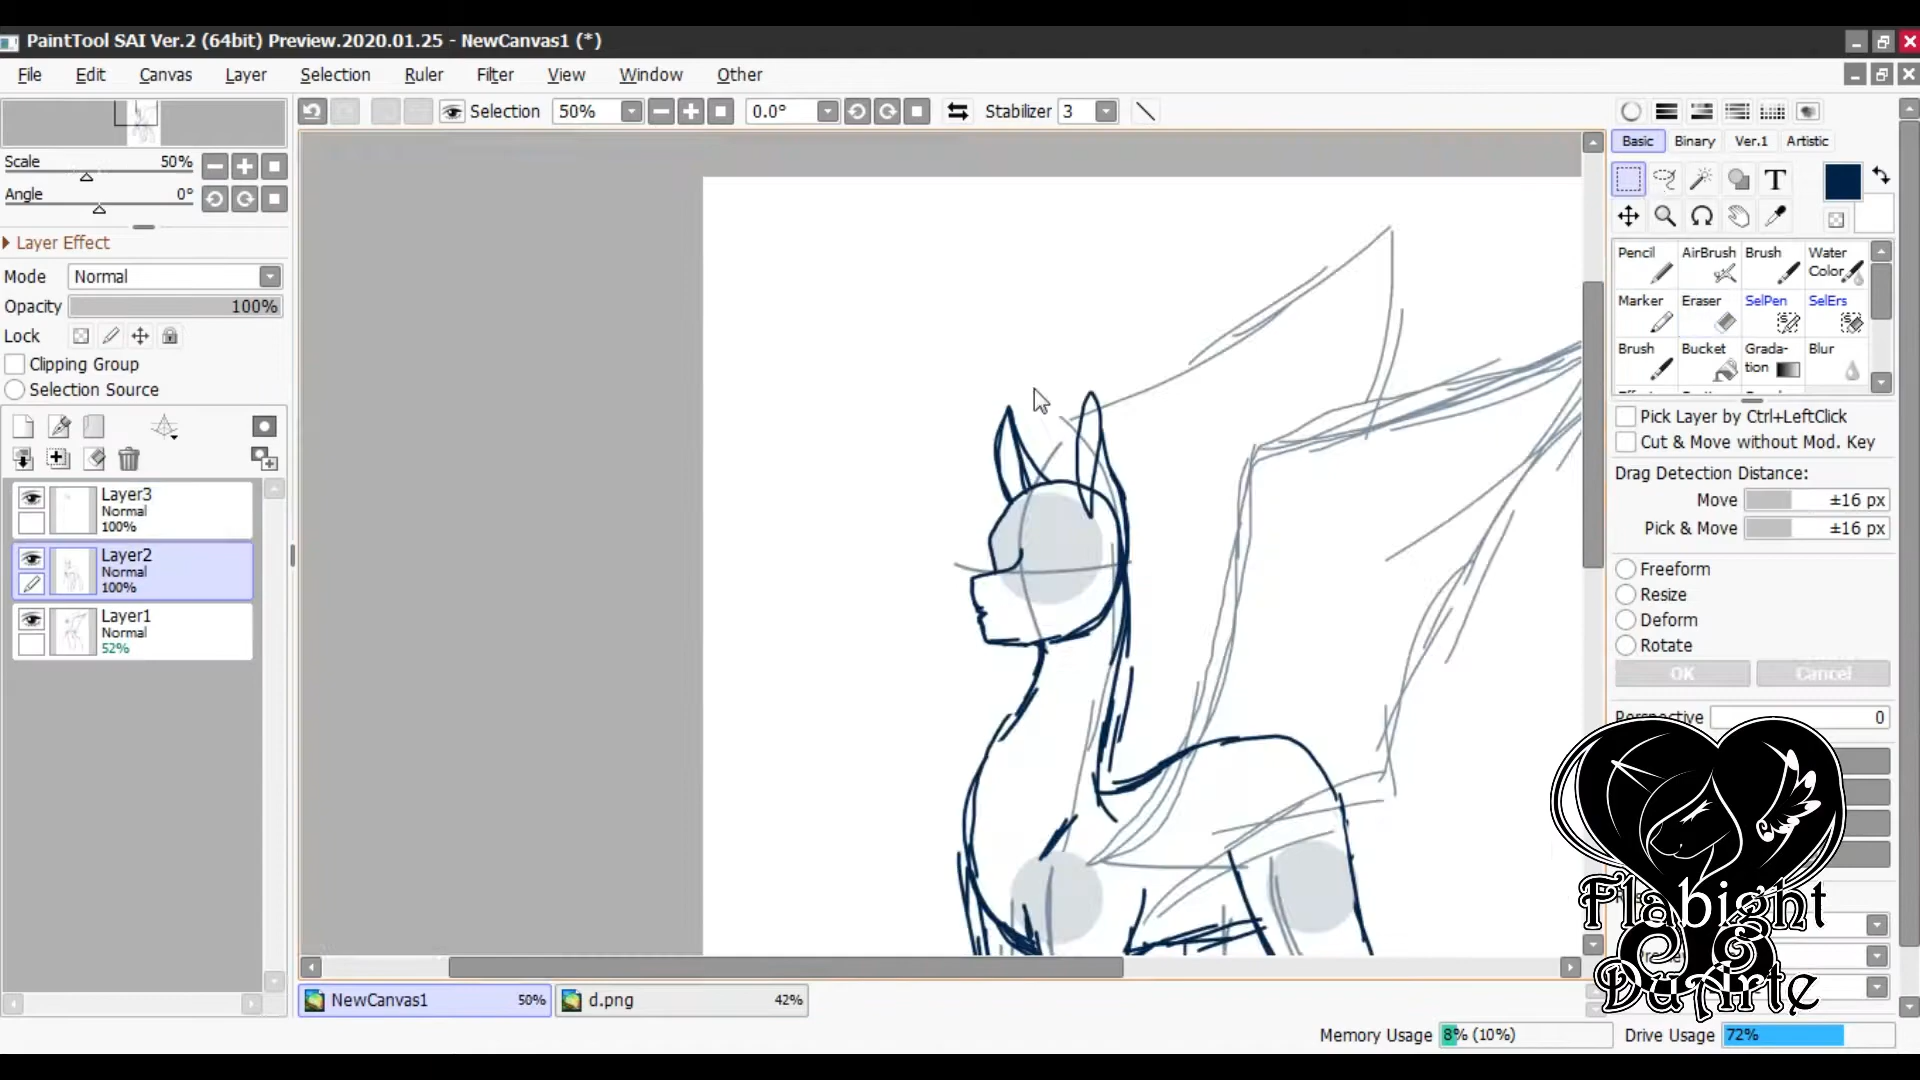 PaintTool SAI Ver.2 (64bit) Preview.2020.01.25 - NewCanvas1 (*)
File Edit Canvas Layer Selection Ruler Filter View Window Other
Selection 50% 0.0° Stabilizer 3
Scale 50%
Angle 0°
Layer Effect
Mode Normal
Opacity 100%
Lock
Clipping Group
Selection Source
Layer3
Normal
100%
Layer2
Normal
100%
Layer1
Normal
52%
Basic Binary Ver.1 Artistic
T
Pencil AirBrush Brush Water Color
Marker Eraser SelPen SelErs
Brush Bucket Grada-tion Blur
Pick Layer by Ctrl+LeftClick
Cut & Move without Mod. Key
Drag Detection Distance:
Move ±16 px
Pick & Move ±16 px
Freeform
Resize
Deform
Rotate
OK Cancel
Perspective 0
Flabight
DuArte
NewCanvas1 50% d.png 42%
Memory Usage 8% (10%) Drive Usage 72%